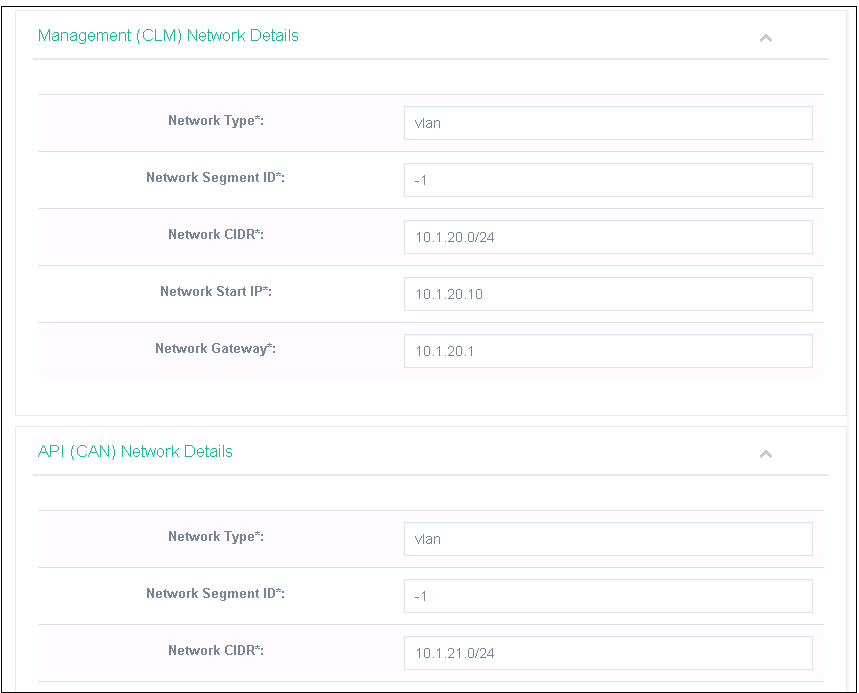 Management (CLM) Network Details
Network Type*: vlan
Network Segment ID*: -1
Network CIDR*: 10.1.20.0/24
Network Start IP*: 10.1.20.10
Network Gateway*: 10.1.20.1
API (CAN) Network Details
Network Type*: vlan
Network Segment ID*: -1
Network CIDR*: 10.1.21.0/24